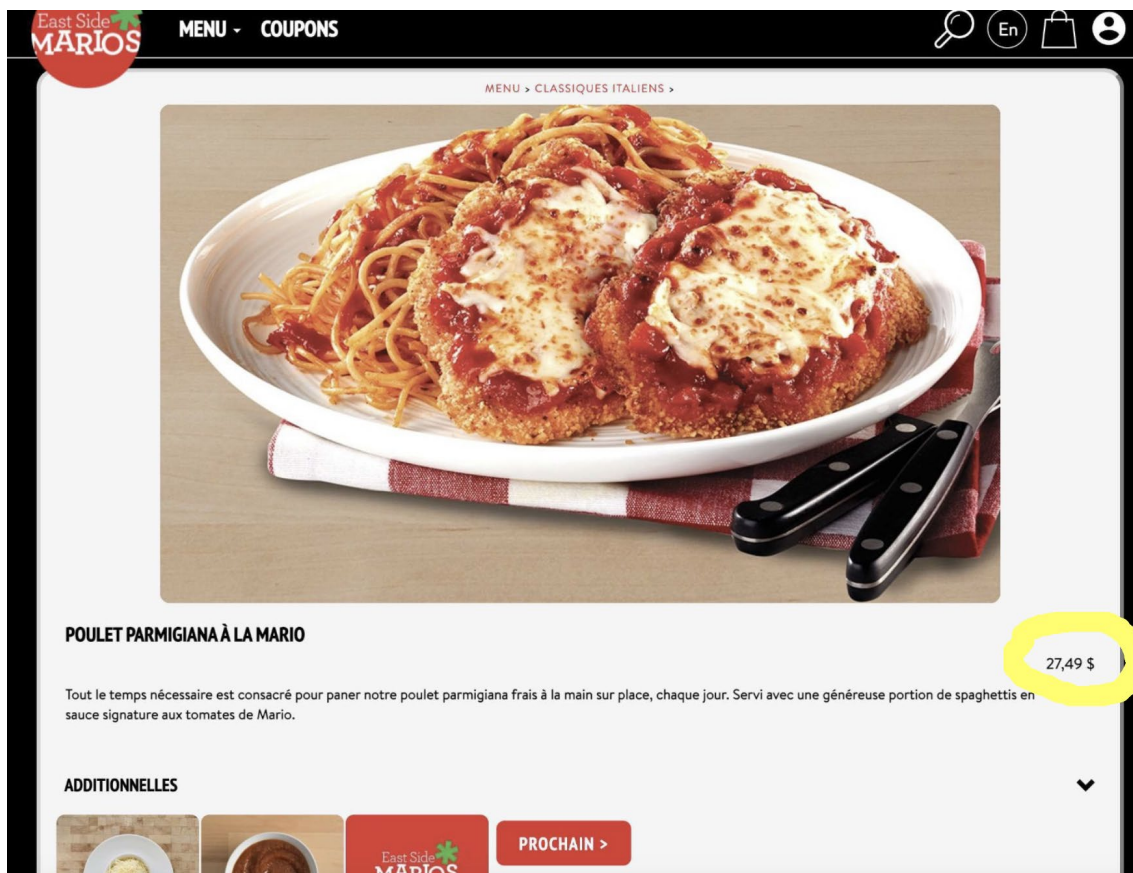 East Side
MARIOS
MENU
COUPONS
En
MENU > CLASSIQUES ITALIENS >
POULET PARMIGIANA À LA MARIO
27,49 $
Tout le temps nécessaire est consacré pour paner notre poulet parmigiana frais à la main sur place, chaque jour. Servi avec une généreuse portion de spaghettis en
sauce signature aux tomates de Mario.
ADDITIONNELLES
East Side
MARIOS
PROCHAIN >